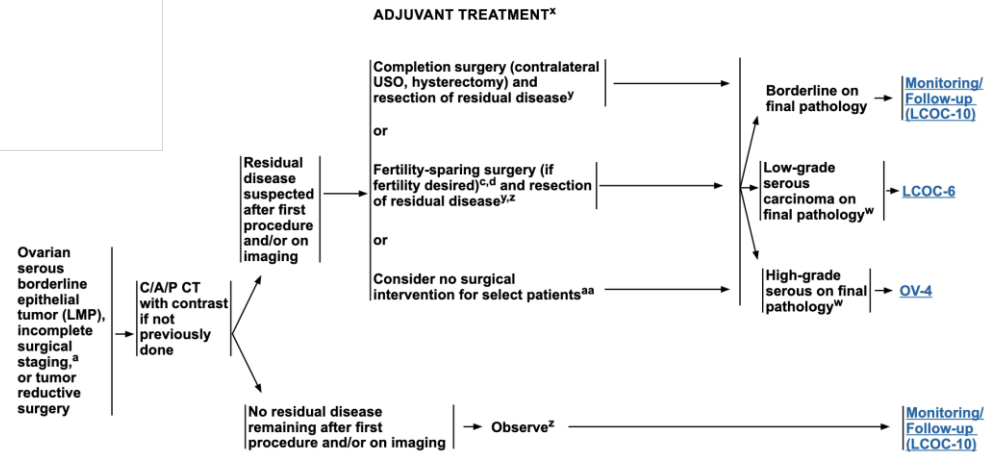 ADJUVANT TREATMENTx
Completion surgery (contralateral
USO, hysterectomy) and
resection of residual diseasey
or
Fertility-sparing surgery (if
fertility desired)c,d and resection
of residual diseasey,z
or
Consider no surgical
intervention for select patientsaa
Borderline on
final pathology
Monitoring/
Follow-up
(LCOC-10)
Low-grade
serous
carcinoma on
final pathologyw
LCOC-6
High-grade
serous on final
pathologyw
OV-4
Residual
disease
suspected
after first
procedure
and/or on
imaging
Ovarian
serous
borderline
epithelial
tumor (LMP),
incomplete
surgical
staging,a
or tumor
reductive
surgery
C/A/P CT
with contrast
if not
previously
done
No residual disease
remaining after first
procedure and/or on imaging
Observez
Monitoring/
Follow-up
(LCOC-10)